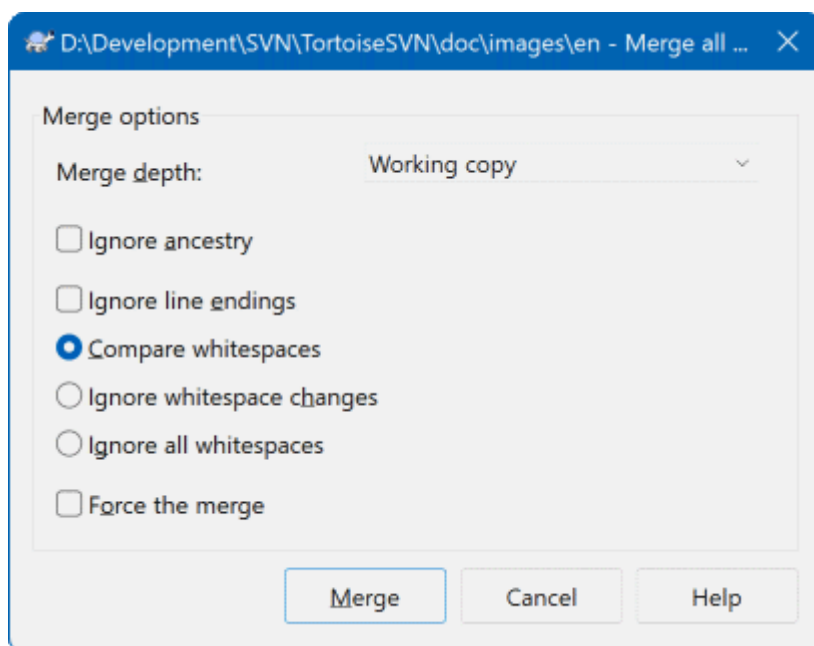 D:\Development\SVN\TortoiseSVN\doc\images\en - Merge all ...
Merge options
Merge depth: Working copy
Ignore ancestry
Ignore line endings
Compare whitespaces
Ignore whitespace changes
Ignore all whitespaces
Force the merge
Merge Cancel Help